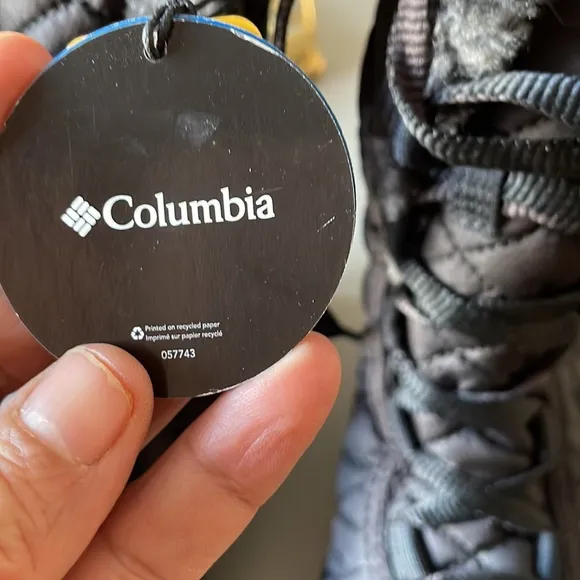 Columbia
Printed on recycled paper
Imprimé sur papier recyclé
057743